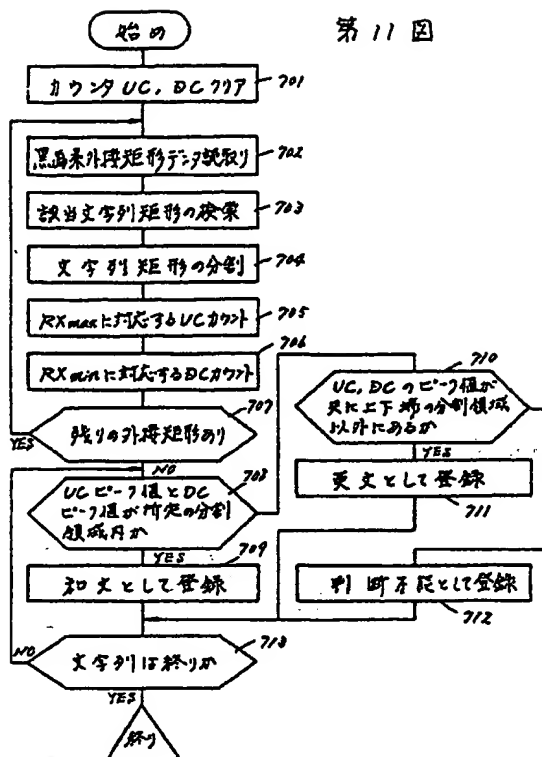 第11図
始め
カウンタUC,DCクリア
701
黒画素外接矩形データ読取り
702
該当文字列矩形の検索
703
文字列矩形の分割
704
RXmaxに対応するUCカウント
705
RXminに対応するDCカウント
706
残りの外接矩形あり
707
YES
NO
UCピーク値とDC
ピーク値が所定の分割
領域内か
708
YES
和文として登録
709
UC,DCのピーク値が
共に上下端の分割領域
以外にあるか
710
YES
英文として登録
711
判断不能として登録
712
文字列は終りか
713
NO
YES
終り